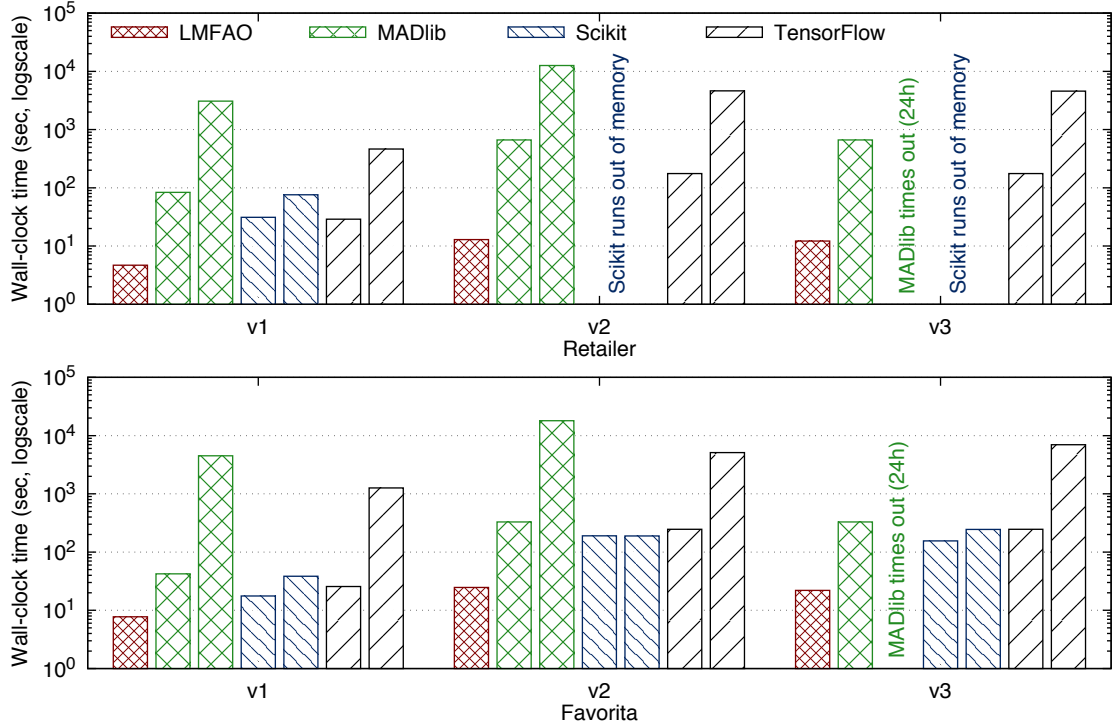 LMFAO MADlib Scikit TensorFlow
Wall-clock time (sec, logscale)
10^5
10^4
10^3
10^2
10^1
10^0
Scikit runs out of memory
MADlib times out (24h)
Scikit runs out of memory
v1 v2 v3
Retailer
Wall-clock time (sec, logscale)
10^5
10^4
10^3
10^2
10^1
10^0
MADlib times out (24h)
v1 v2 v3
Favorita